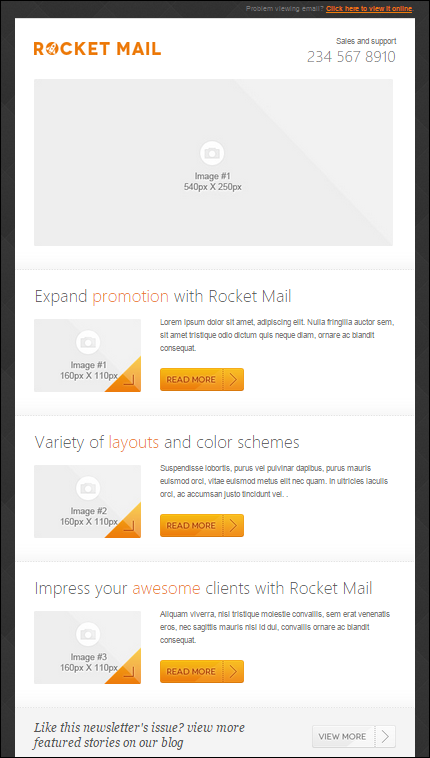 Problem viewing email? Click here to view it online
ROCKET MAIL
Sales and support
234 567 8910
Image #1
540px X 250px
Expand promotion with Rocket Mail
Image #1
160px X 110px
Lorem ipsum dolor sit amet, adipiscing elit. Nulla fringilla auctor sem,
sit amet tristique odio dictum quis neque diam, ornare ac blandit
consequat.
READ MORE
Variety of layouts and color schemes
Image #2
160px X 110px
Suspendisse lobortis, purus vel pulvinar dapibus, purus mauris
euismod orci, vitae euismod metus elit nec quam. In ultricies iaculis
orci, ac accumsan justo tincidunt vel. .
READ MORE
Impress your awesome clients with Rocket Mail
Image #3
160px X 110px
Aliquam viverra, nisl tristique molestie convallis, sem erat venenatis
eros, nec sagittis mauris nisl id dui, convallis ornare ac blandit
consequat.
READ MORE
Like this newsletter's issue? view more
featured stories on our blog
VIEW MORE